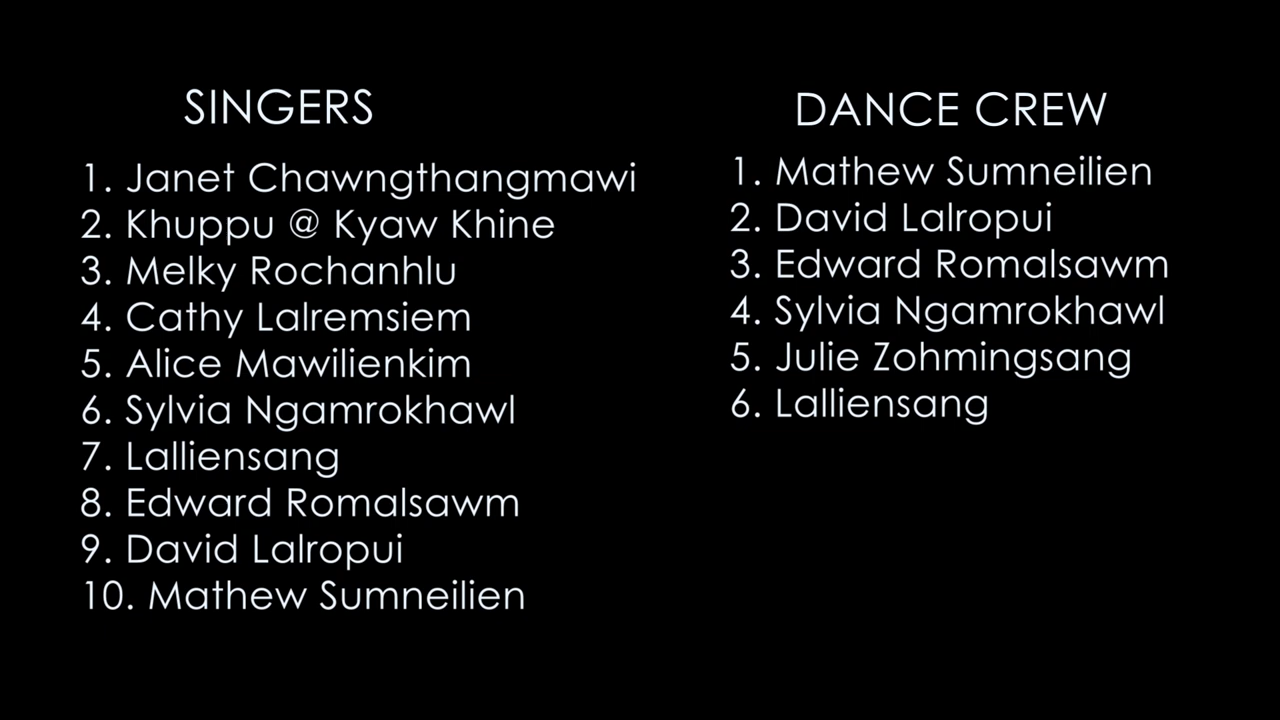 SINGERS
1. Janet Chawngthangmawi
2. Khuppu @ Kyaw Khine
3. Melky Rochanhlu
4. Cathy Lalremsiem
5. Alice Mawilienkim
6. Sylvia Ngamrokhawl
7. Lalliensang
8. Edward Romalsawm
9. David Lalropui
10. Mathew Sumneilien
DANCE CREW
1. Mathew Sumneilien
2. David Lalropui
3. Edward Romalsawm
4. Sylvia Ngamrokhawl
5. Julie Zohmingsang
6. Lalliensang